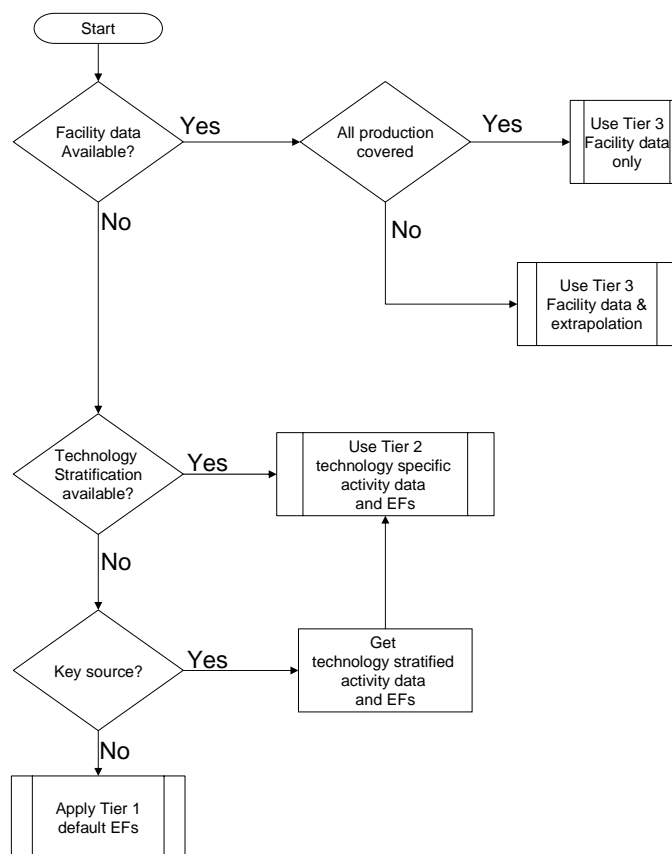 Start
Facility data
Available?
Yes
All production
covered
Yes
Use Tier 3
Facility data
only
No
No
Use Tier 3
Facility data &
extrapolation
Technology
Stratification
available?
Yes
Use Tier 2
technology specific
activity data
and EFs
No
Key source?
Yes
Get
technology stratified
activity data
and EFs
No
Apply Tier 1
default EFs